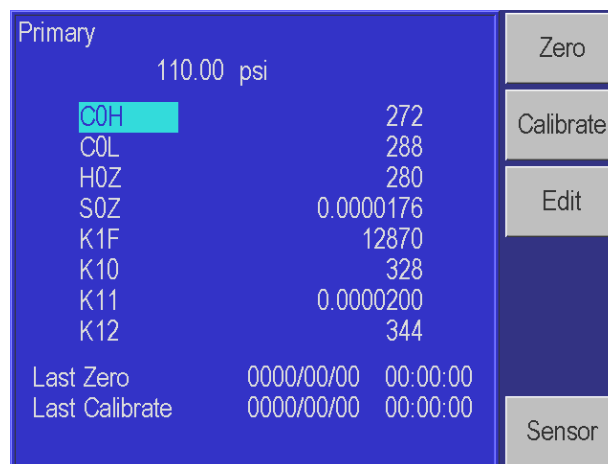 Primary
110.00 psi
C0H 272
C0L 288
H0Z 280
S0Z 0.0000176
K1F 12870
K10 328
K11 0.0000200
K12 344
Last Zero 0000/00/00 00:00:00
Last Calibrate 0000/00/00 00:00:00
Zero
Calibrate
Edit
Sensor